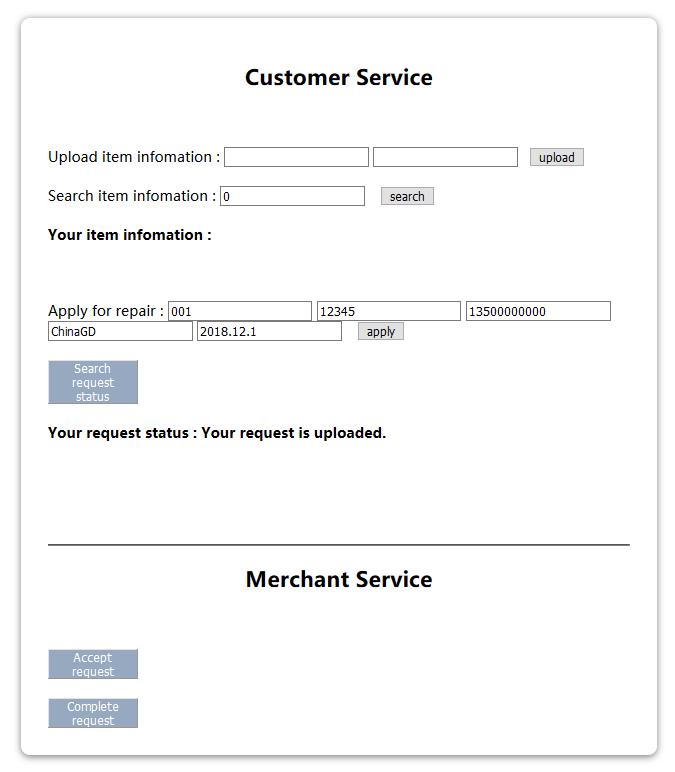 Customer Service
Upload item infomation : upload
Search item infomation : 0 search
Your item infomation :
Apply for repair : 001 12345 13500000000
ChinaGD 2018.12.1 apply
Search
request
status
Your request status : Your request is uploaded.
Merchant Service
Accept
request
Complete
request